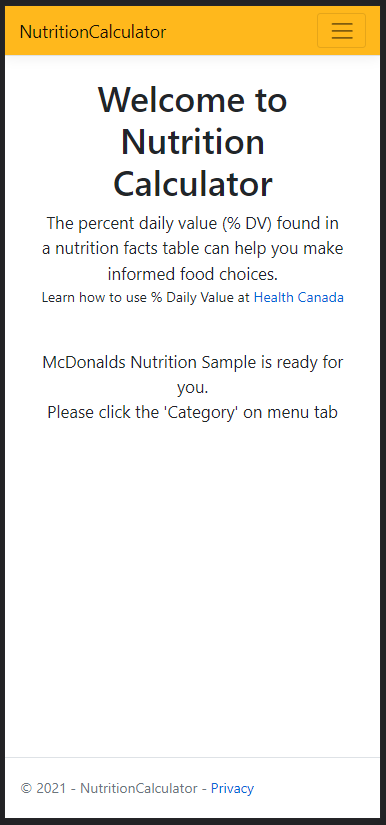 NutritionCalculator
Welcome to
Nutrition
Calculator
The percent daily value (% DV) found in
a nutrition facts table can help you make
informed food choices.
Learn how to use % Daily Value at Health Canada
McDonalds Nutrition Sample is ready for
you.
Please click the 'Category' on menu tab
© 2021 - NutritionCalculator - Privacy